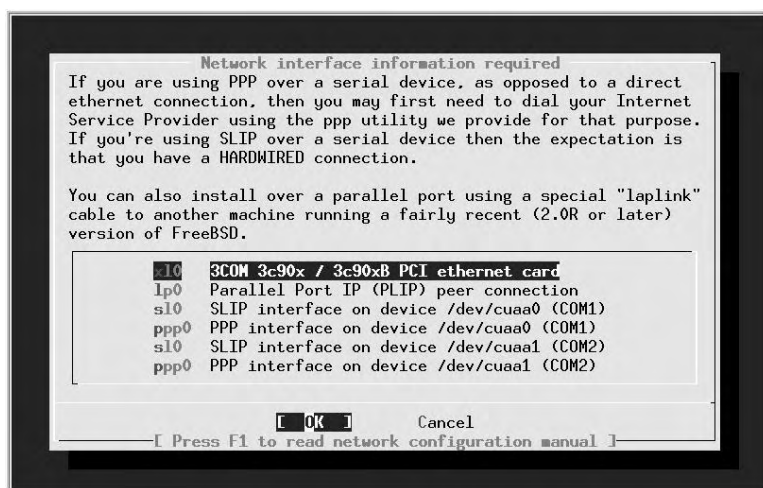 Network interface information required
If you are using PPP over a serial device, as opposed to a direct
ethernet connection, then you may first need to dial your Internet
Service Provider using the ppp utility we provide for that purpose.
If you're using SLIP over a serial device then the expectation is
that you have a HARDWIRED connection.
You can also install over a parallel port using a special "laplink"
cable to another machine running a fairly recent (2.0R or later)
version of FreeBSD.
xl0 3COM 3c90x / 3c90xB PCI ethernet card
lp0 Parallel Port IP (PLIP) peer connection
sl0 SLIP interface on device /dev/cuaa0 (COM1)
ppp0 PPP interface on device /dev/cuaa0 (COM1)
sl0 SLIP interface on device /dev/cuaa1 (COM2)
ppp0 PPP interface on device /dev/cuaa1 (COM2)
[ OK ] Cancel
[ Press F1 to read network configuration manual ]